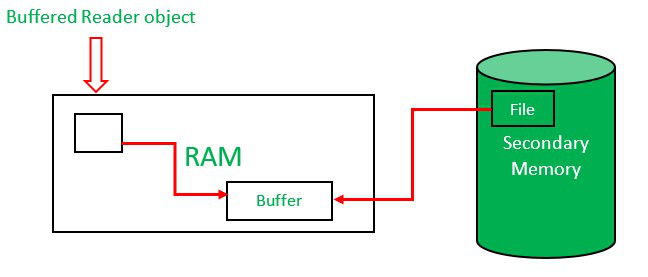 Buffered Reader object
RAM
Buffer
File
Secondary
Memory